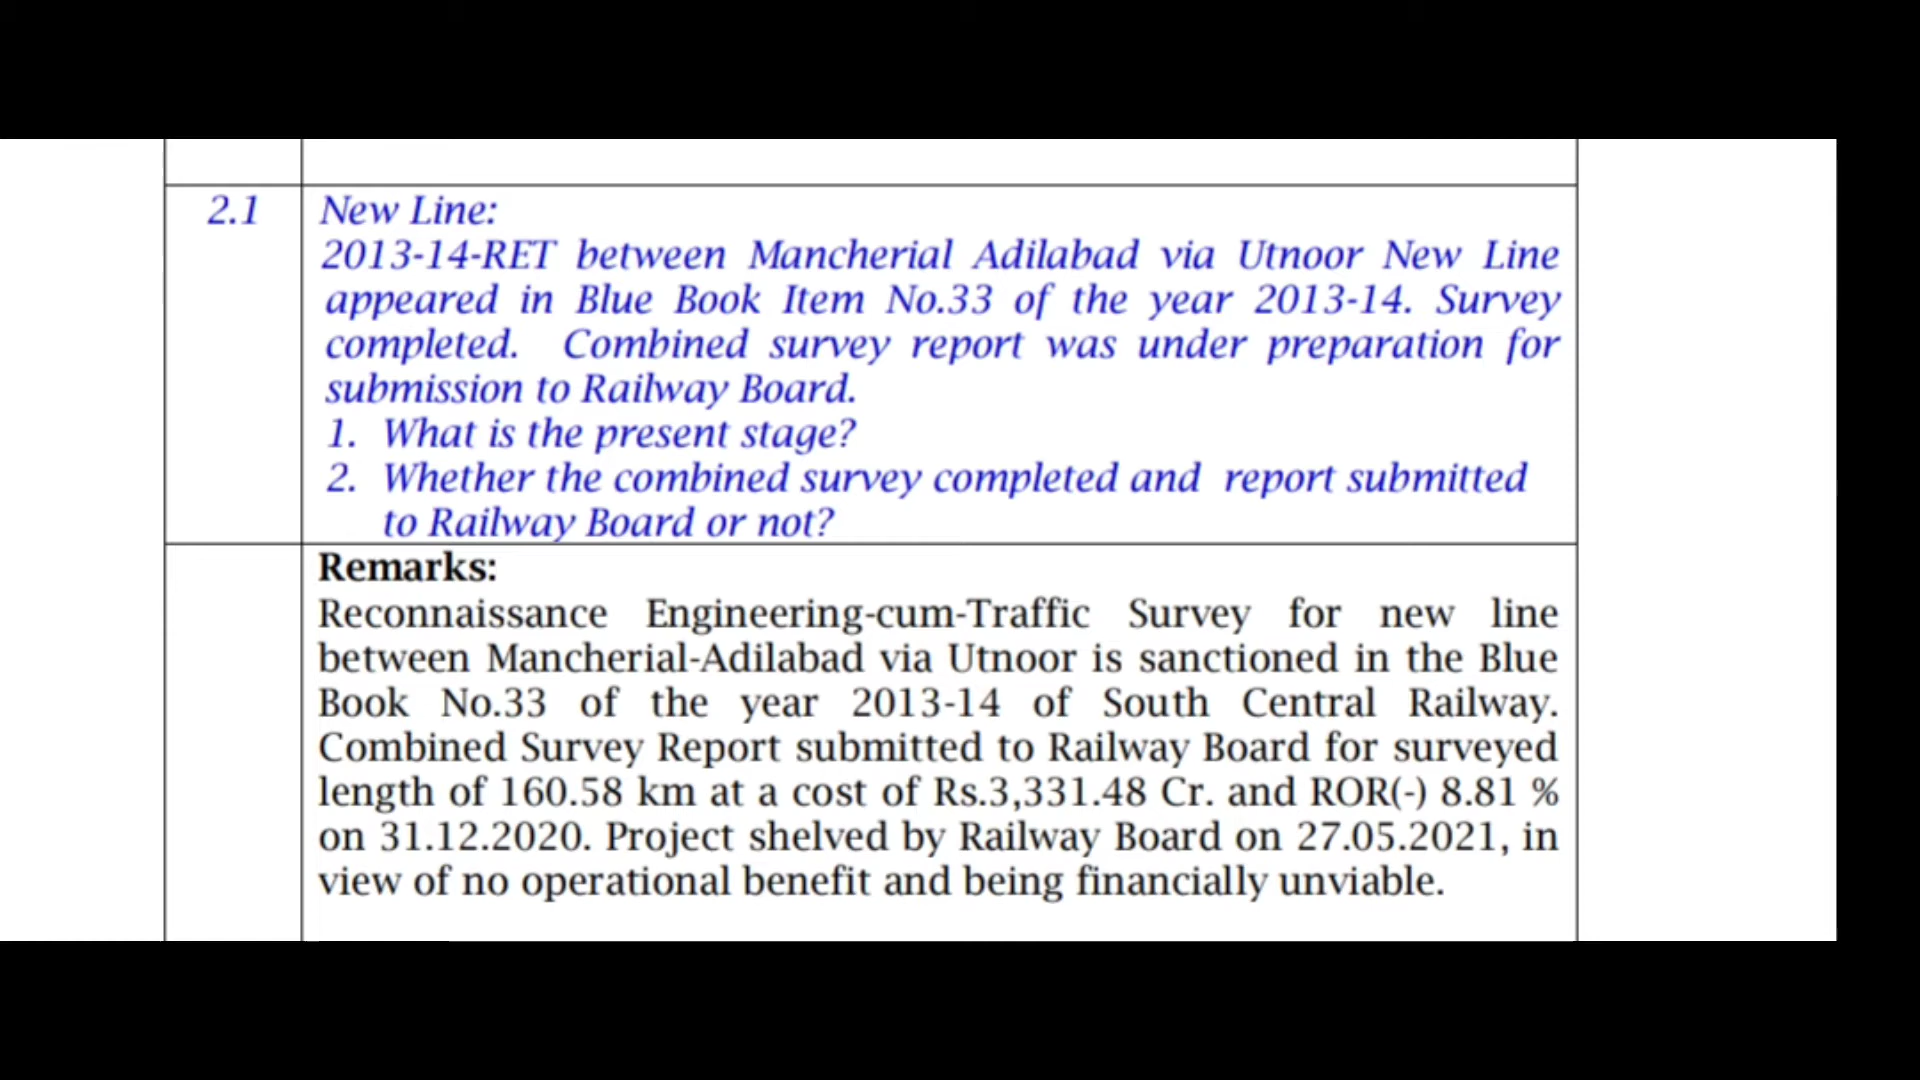 2.1 New Line:
2013-14-RET between Mancherial Adilabad via Utnoor New Line
appeared in Blue Book Item No.33 of the year 2013-14. Survey
completed. Combined survey report was under preparation for
submission to Railway Board.
1. What is the present stage?
2. Whether the combined survey completed and report submitted
to Railway Board or not?
Remarks:
Reconnaissance Engineering-cum-Traffic Survey for new line
between Mancherial-Adilabad via Utnoor is sanctioned in the Blue
Book No.33 of the year 2013-14 of South Central Railway.
Combined Survey Report submitted to Railway Board for surveyed
length of 160.58 km at a cost of Rs.3,331.48 Cr. and ROR(-) 8.81 %
on 31.12.2020. Project shelved by Railway Board on 27.05.2021, in
view of no operational benefit and being financially unviable.